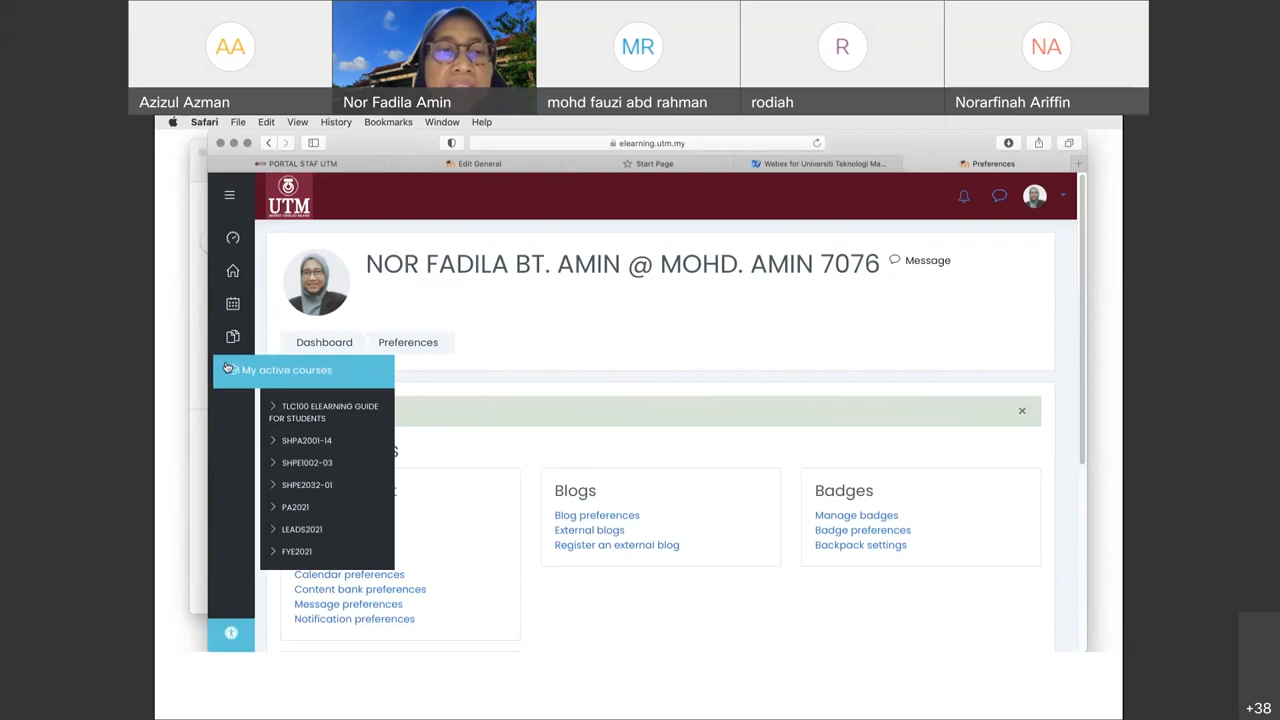 AA
MR
R
NA
Azizul Azman
Nor Fadila Amin
mohd fauzi abd rahman
rodiah
Norarfinah Ariffin
Safari File Edit View History Bookmarks Window Help
elearning.utm.my
PORTAL STAF UTM
Edit General
Start Page
Webex for Universiti Teknologi Ma...
Preferences
UTM
NOR FADILA BT. AMIN @ MOHD. AMIN 7076
Message
Dashboard
Preferences
My active courses
TLC100 ELEARNING GUIDE
FOR STUDENTS
SHPA2001-14
SHPE1002-03
SHPE2032-01
PA2021
LEADS2021
FYE2021
Calendar preferences
Content bank preferences
Message preferences
Notification preferences
Blogs
Blog preferences
External blogs
Register an external blog
Badges
Manage badges
Badge preferences
Backpack settings
+38